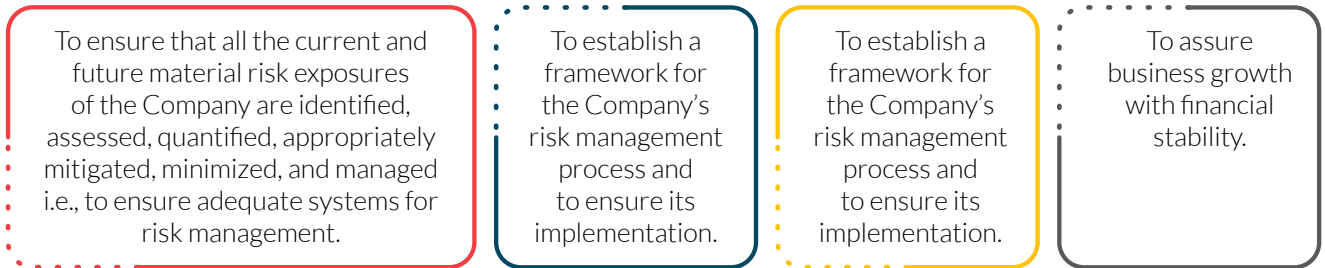 To ensure that all the current and
future material risk exposures
of the Company are identified,
assessed, quantified, appropriately
mitigated, minimized, and managed
i.e., to ensure adequate systems for
risk management.
To establish a
framework for
the Company’s
risk management
process and
to ensure its
implementation.
To establish a
framework for
the Company’s
risk management
process and
to ensure its
implementation.
To assure
business growth
with financial
stability.